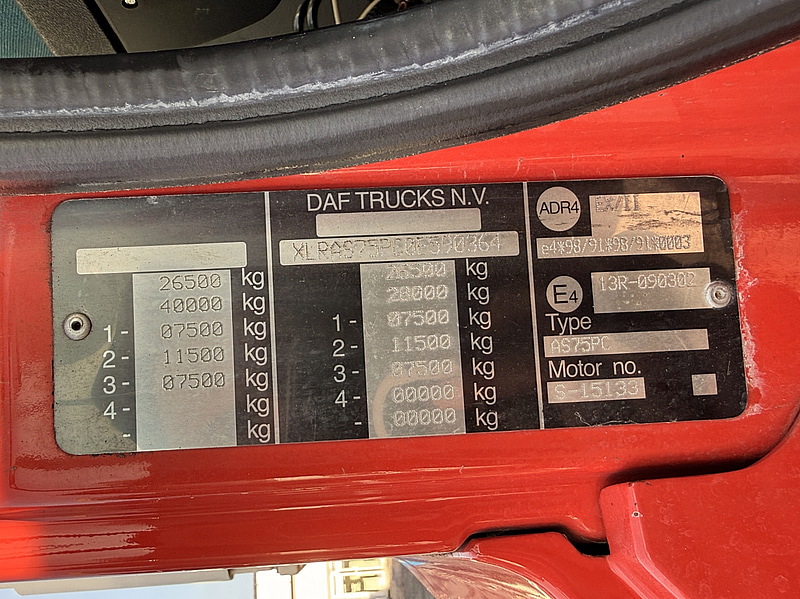 26500 kg
40000 kg
1- 07500 kg
2- 11500 kg
3- 07500 kg
4- kg
- kg
DAF TRUCKS N.V.
26500 kg
28000 kg
1- 07500 kg
2- 11500 kg
3- 07500 kg
4- 00000 kg
- 00000 kg
ADR4 EX/II
e4*98/91*98/91*0003
E4 13R-090302
Type
AS75PC
Motor no.
S-15133